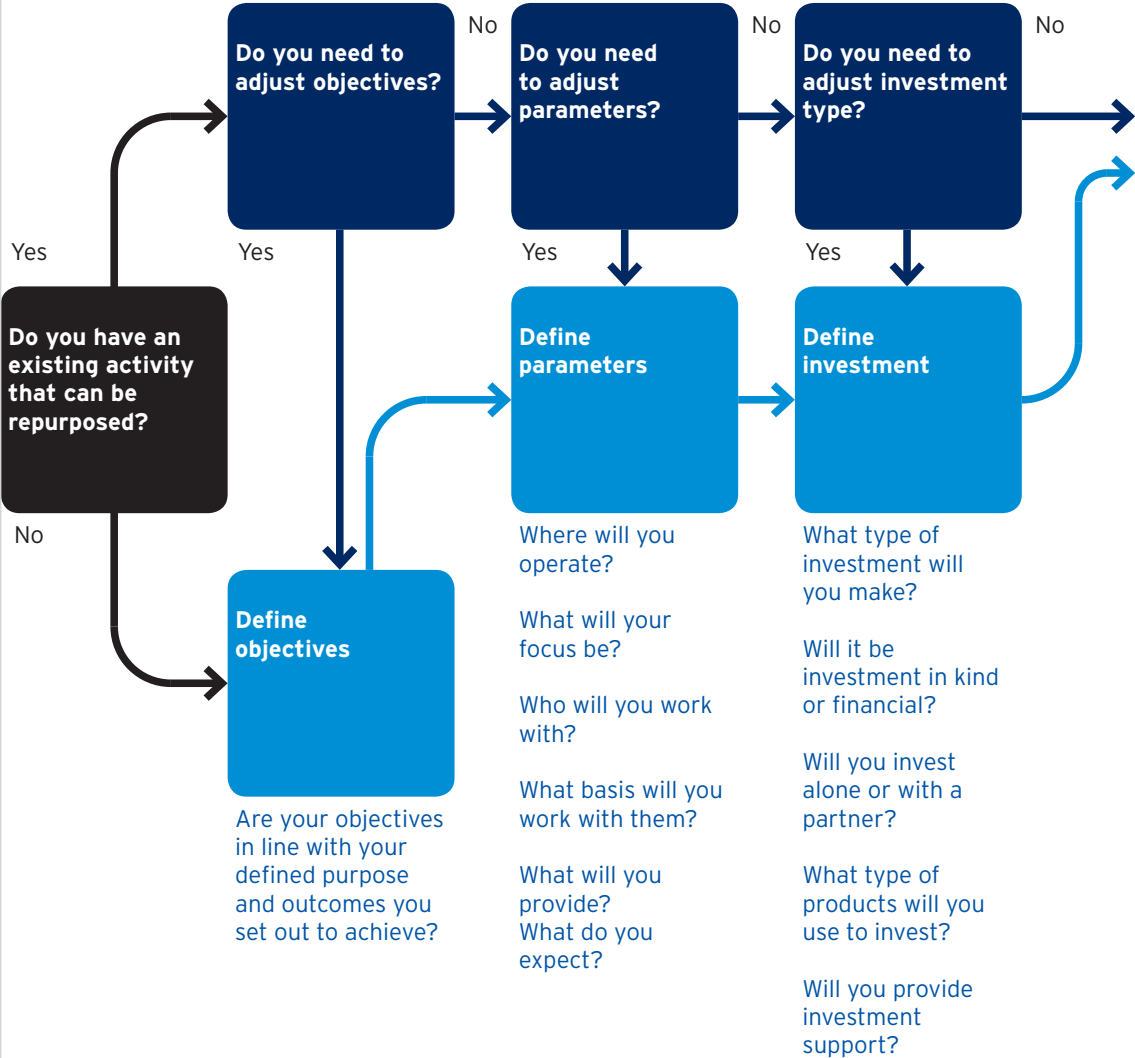 No
No
No
Do you need to
adjust objectives?
Do you need
to adjust
parameters?
Do you need to
adjust investment
type?
Yes
Yes
Yes
Yes
Do you have an
existing activity
that can be
repurposed?
Define
parameters
Define
investment
No
Where will you
operate?
What will your
focus be?
Who will you work
with?
What basis will you
work with them?
What will you
provide?
What do you
expect?
What type of
investment will
you make?
Will it be
investment in kind
or financial?
Will you invest
alone or with a
partner?
What type of
products will you
use to invest?
Will you provide
investment
support?
Define
objectives
Are your objectives
in line with your
defined purpose
and outcomes you
set out to achieve?